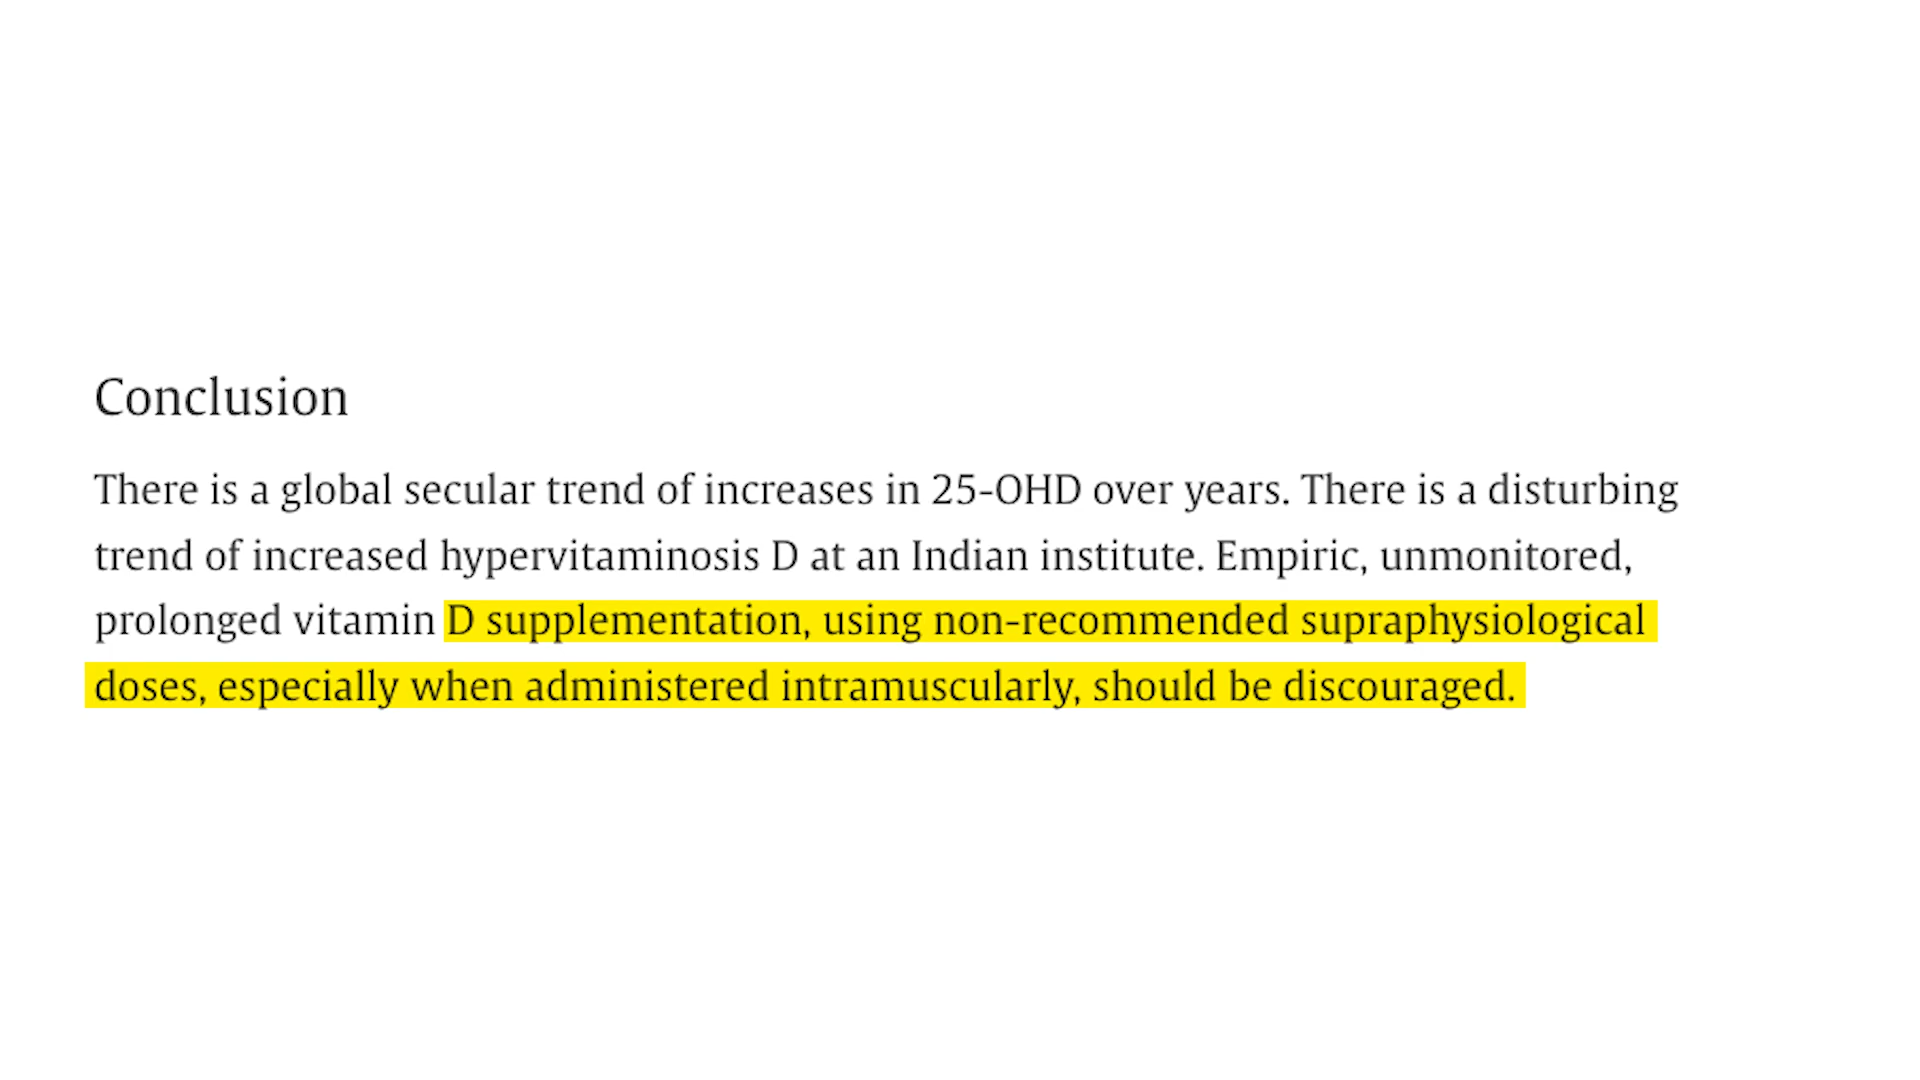 Conclusion
There is a global secular trend of increases in 25-OHD over years. There is a disturbing
trend of increased hypervitaminosis D at an Indian institute. Empiric, unmonitored,
prolonged vitamin D supplementation, using non-recommended supraphysiological
doses, especially when administered intramuscularly, should be discouraged.